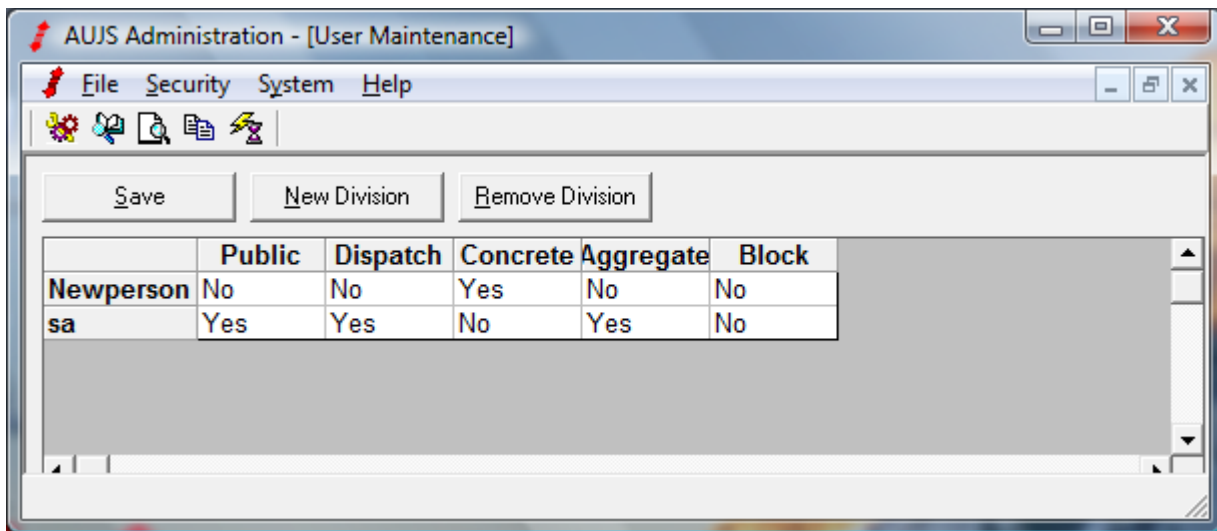 AUJS Administration - [User Maintenance]
File Security System Help
Save New Division Remove Division
Public Dispatch Concrete Aggregate Block
Newperson No No Yes No No
sa Yes Yes No Yes No